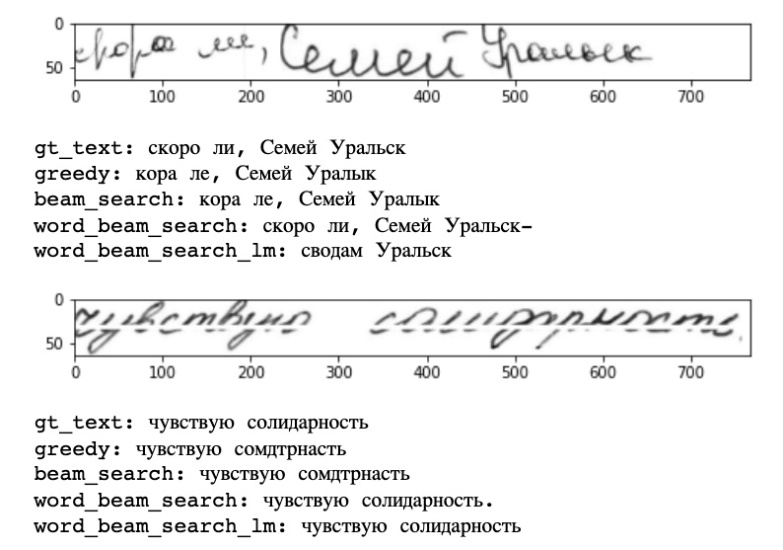 0
50
скоро ли, Семей Уральск
0 100 200 300 400 500 600 700
gt_text: скоро ли, Семей Уральск
greedy: кора ле, Семей Уралык
beam_search: кора ле, Семей Уралык
word_beam_search: скоро ли, Семей Уральск-
word_beam_search_lm: сводам Уральск
0
50
чувствую солидарность
0 100 200 300 400 500 600 700
gt_text: чувствую солидарность
greedy: чувствую сомдтрнасть
beam_search: чувствую сомдтрнасть
word_beam_search: чувствую солидарность.
word_beam_search_lm: чувствую солидарность